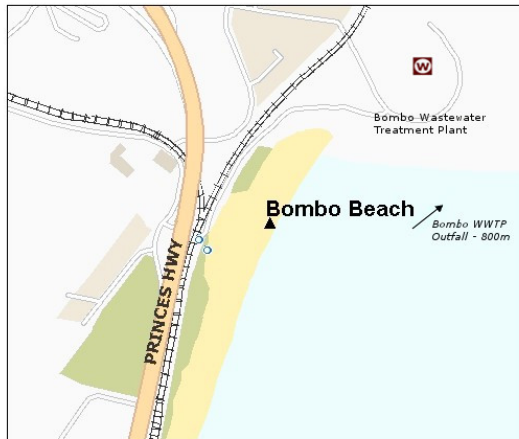 W
Bombo Wastewater
Treatment Plant
Bombo Beach
Bombo WWTP
Outfall - 800m
PRINCES HWY